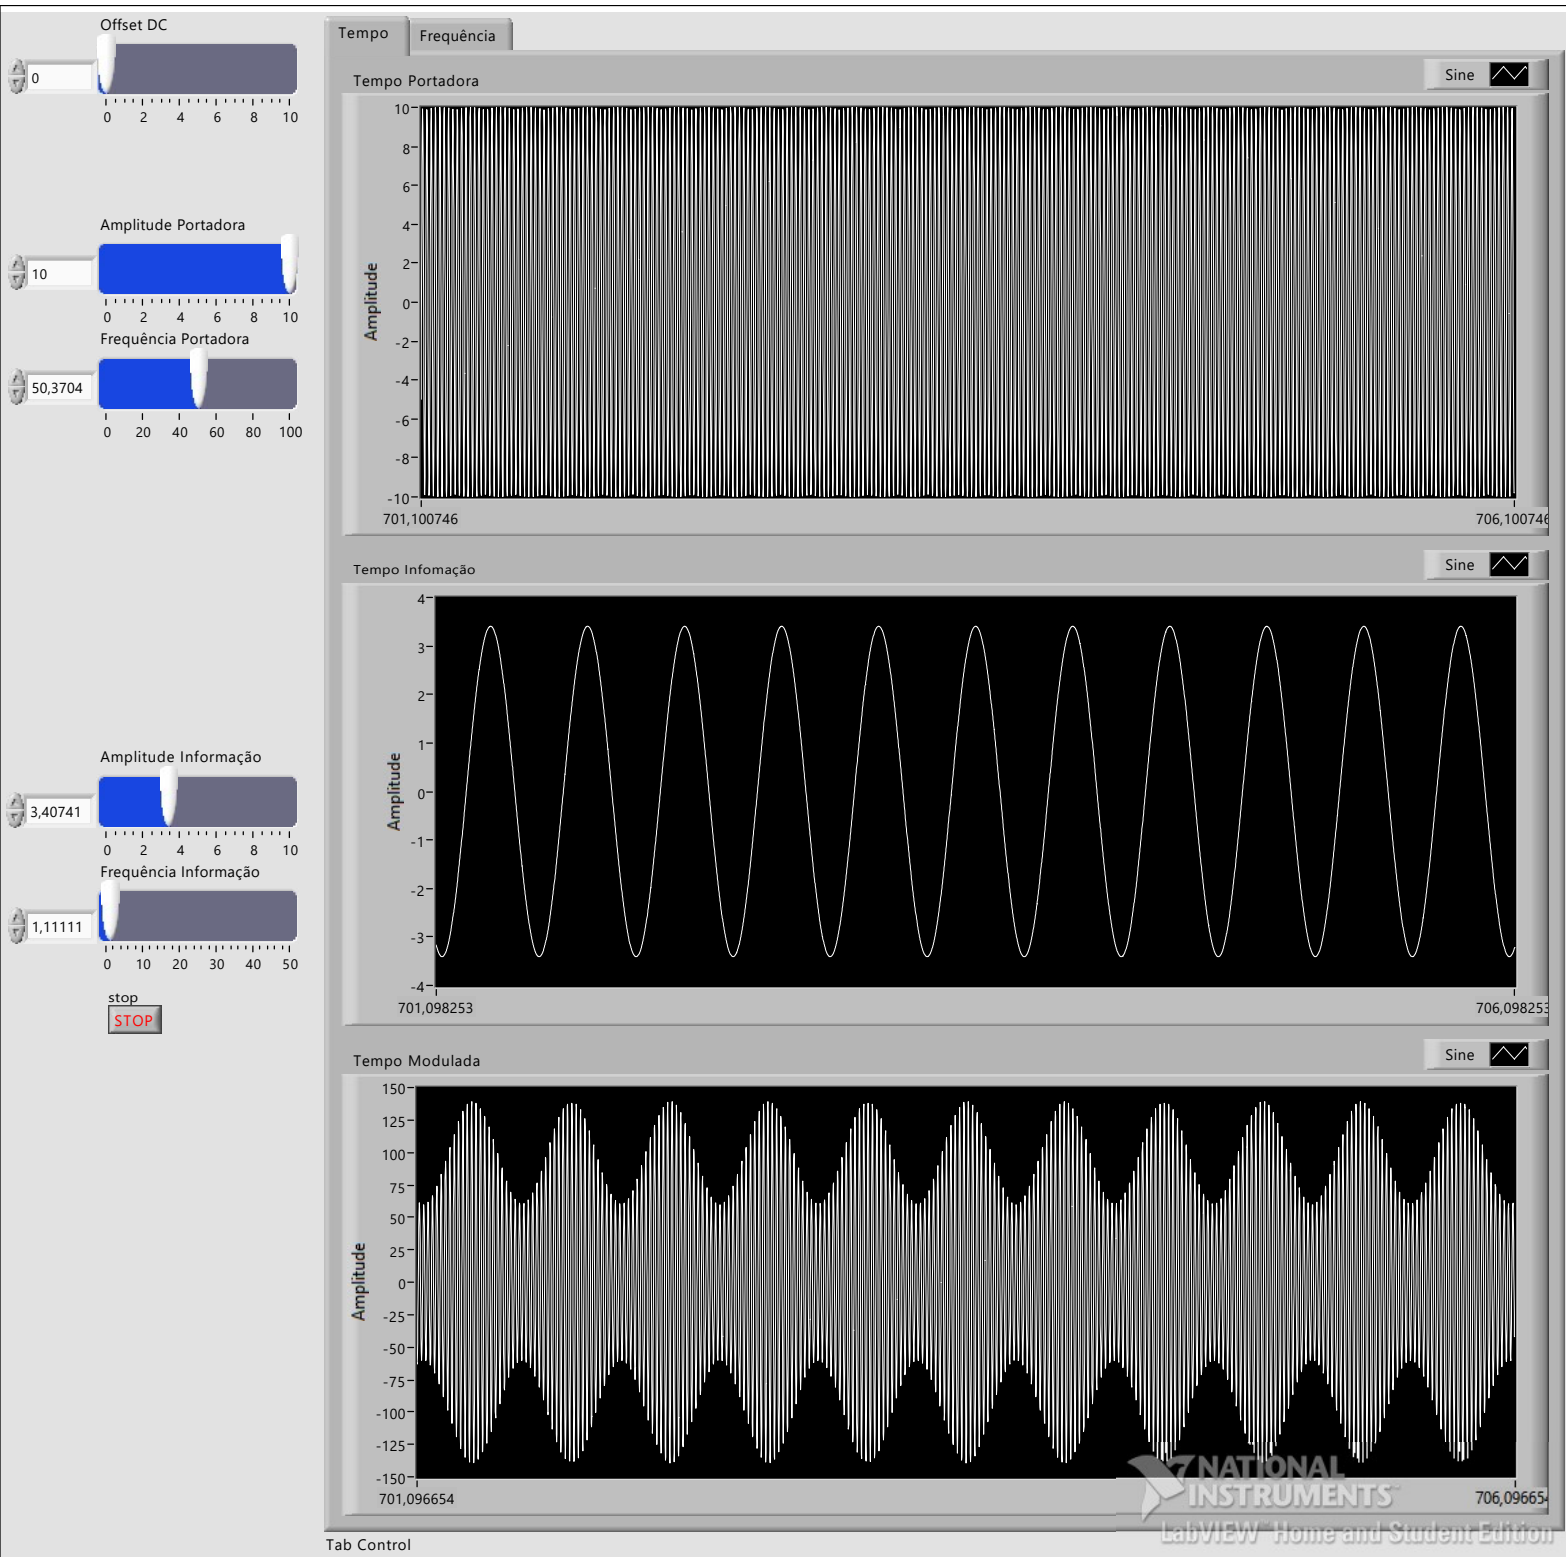 Offset DC
0
0 2 4 6 8 10
Amplitude Portadora
10
0 2 4 6 8 10
Frequência Portadora
50,3704
0 20 40 60 80 100
Amplitude Informação
3,40741
0 2 4 6 8 10
Frequência Informação
1,11111
0 10 20 30 40 50
stop
STOP
Tempo Frequência
Tempo Portadora
Sine
Amplitude
10
8
6
4
2
0
-2
-4
-6
-8
-10
701,100746 706,100746
Tempo Infomação
Sine
Amplitude
4
3
2
1
0
-1
-2
-3
-4
701,098253 706,098253
Tempo Modulada
Sine
Amplitude
150
125
100
75
50
25
0
-25
-50
-75
-100
-125
-150
701,096654 706,096654
NATIONAL
INSTRUMENTS™
LabVIEW™ Home and Student Edition
Tab Control